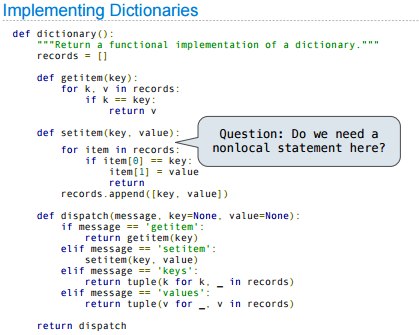 Implementing Dictionaries
def dictionary():
    """Return a functional implementation of a dictionary."""
    records = []
    def getitem(key):
        for k, v in records:
            if k == key:
                return v
    def setitem(key, value):
        for item in records:
            if item[0] == key:
                item[1] = value
                return
        records.append([key, value])
Question: Do we need a
nonlocal statement here?
    def dispatch(message, key=None, value=None):
        if message == 'getitem':
            return getitem(key)
        elif message == 'setitem':
            setitem(key, value)
        elif message == 'keys':
            return tuple(k for k, _ in records)
        elif message == 'values':
            return tuple(v for _, v in records)
    return dispatch